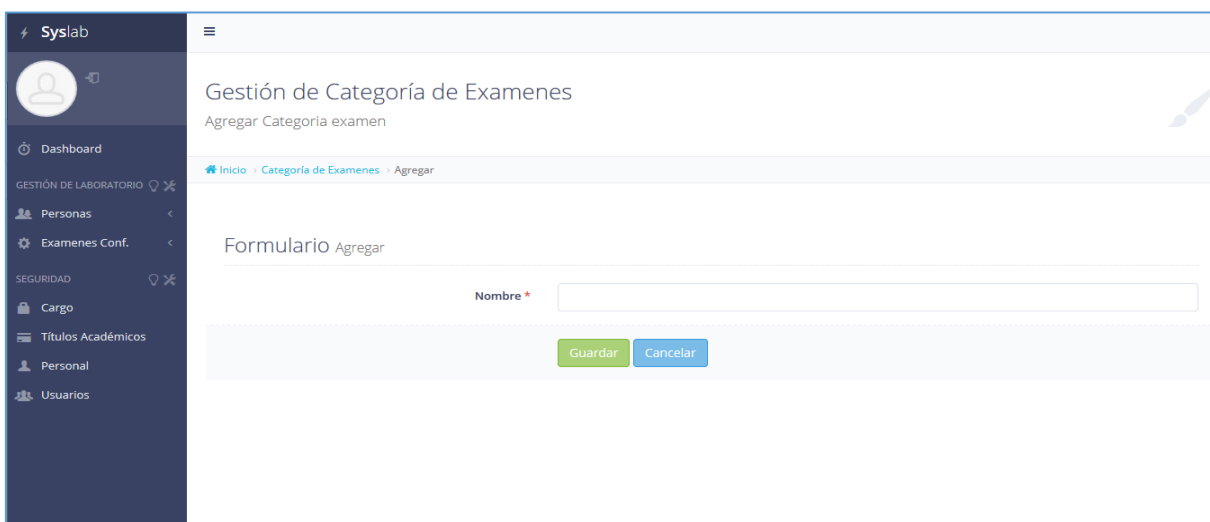 Syslab
Gestión de Categoría de Examenes
Agregar Categoria examen
Inicio › Categoría de Examenes › Agregar
Dashboard
GESTIÓN DE LABORATORIO
Personas
Examenes Conf.
SEGURIDAD
Cargo
Títulos Académicos
Personal
Usuarios
Formulario Agregar
Nombre *
Guardar Cancelar